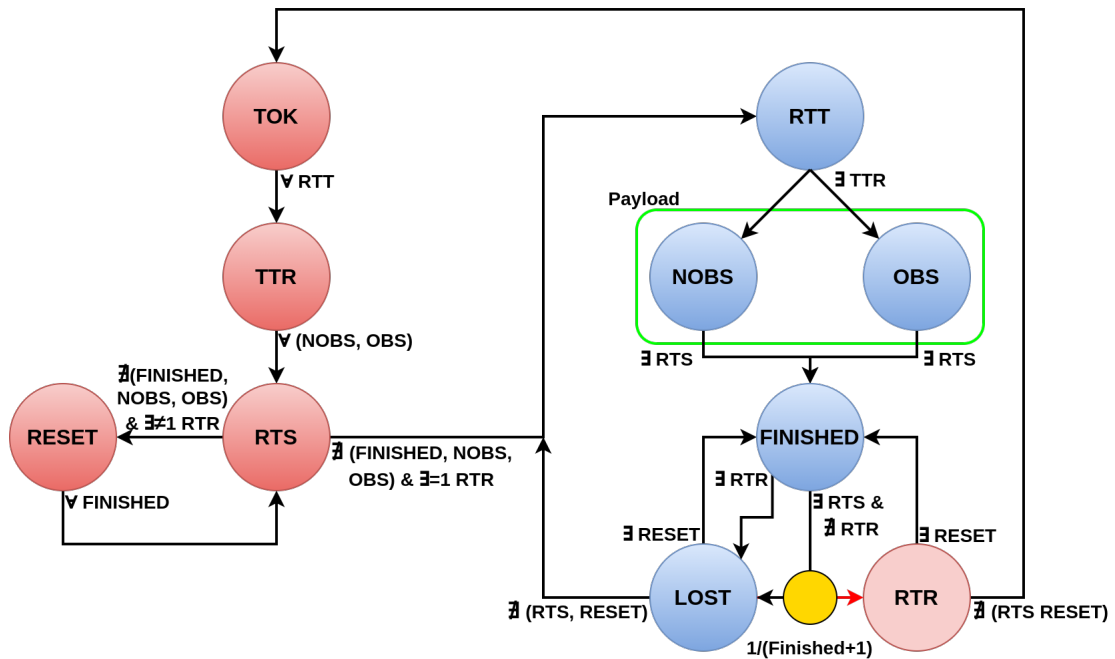 TOK
RTT
∀ RTT
∃ TTR
Payload
TTR
NOBS
OBS
∀ (NOBS, OBS)
∃ RTS
∃ RTS
∄(FINISHED,
NOBS, OBS)
& ∃≠1 RTR
RESET
RTS
FINISHED
∄ (FINISHED, NOBS,
OBS) & ∃=1 RTR
∀ FINISHED
∃ RTR
∃ RTS &
∄ RTR
∃ RESET
∃ RESET
LOST
RTR
∄ (RTS, RESET)
∄ (RTS RESET)
1/(Finished+1)